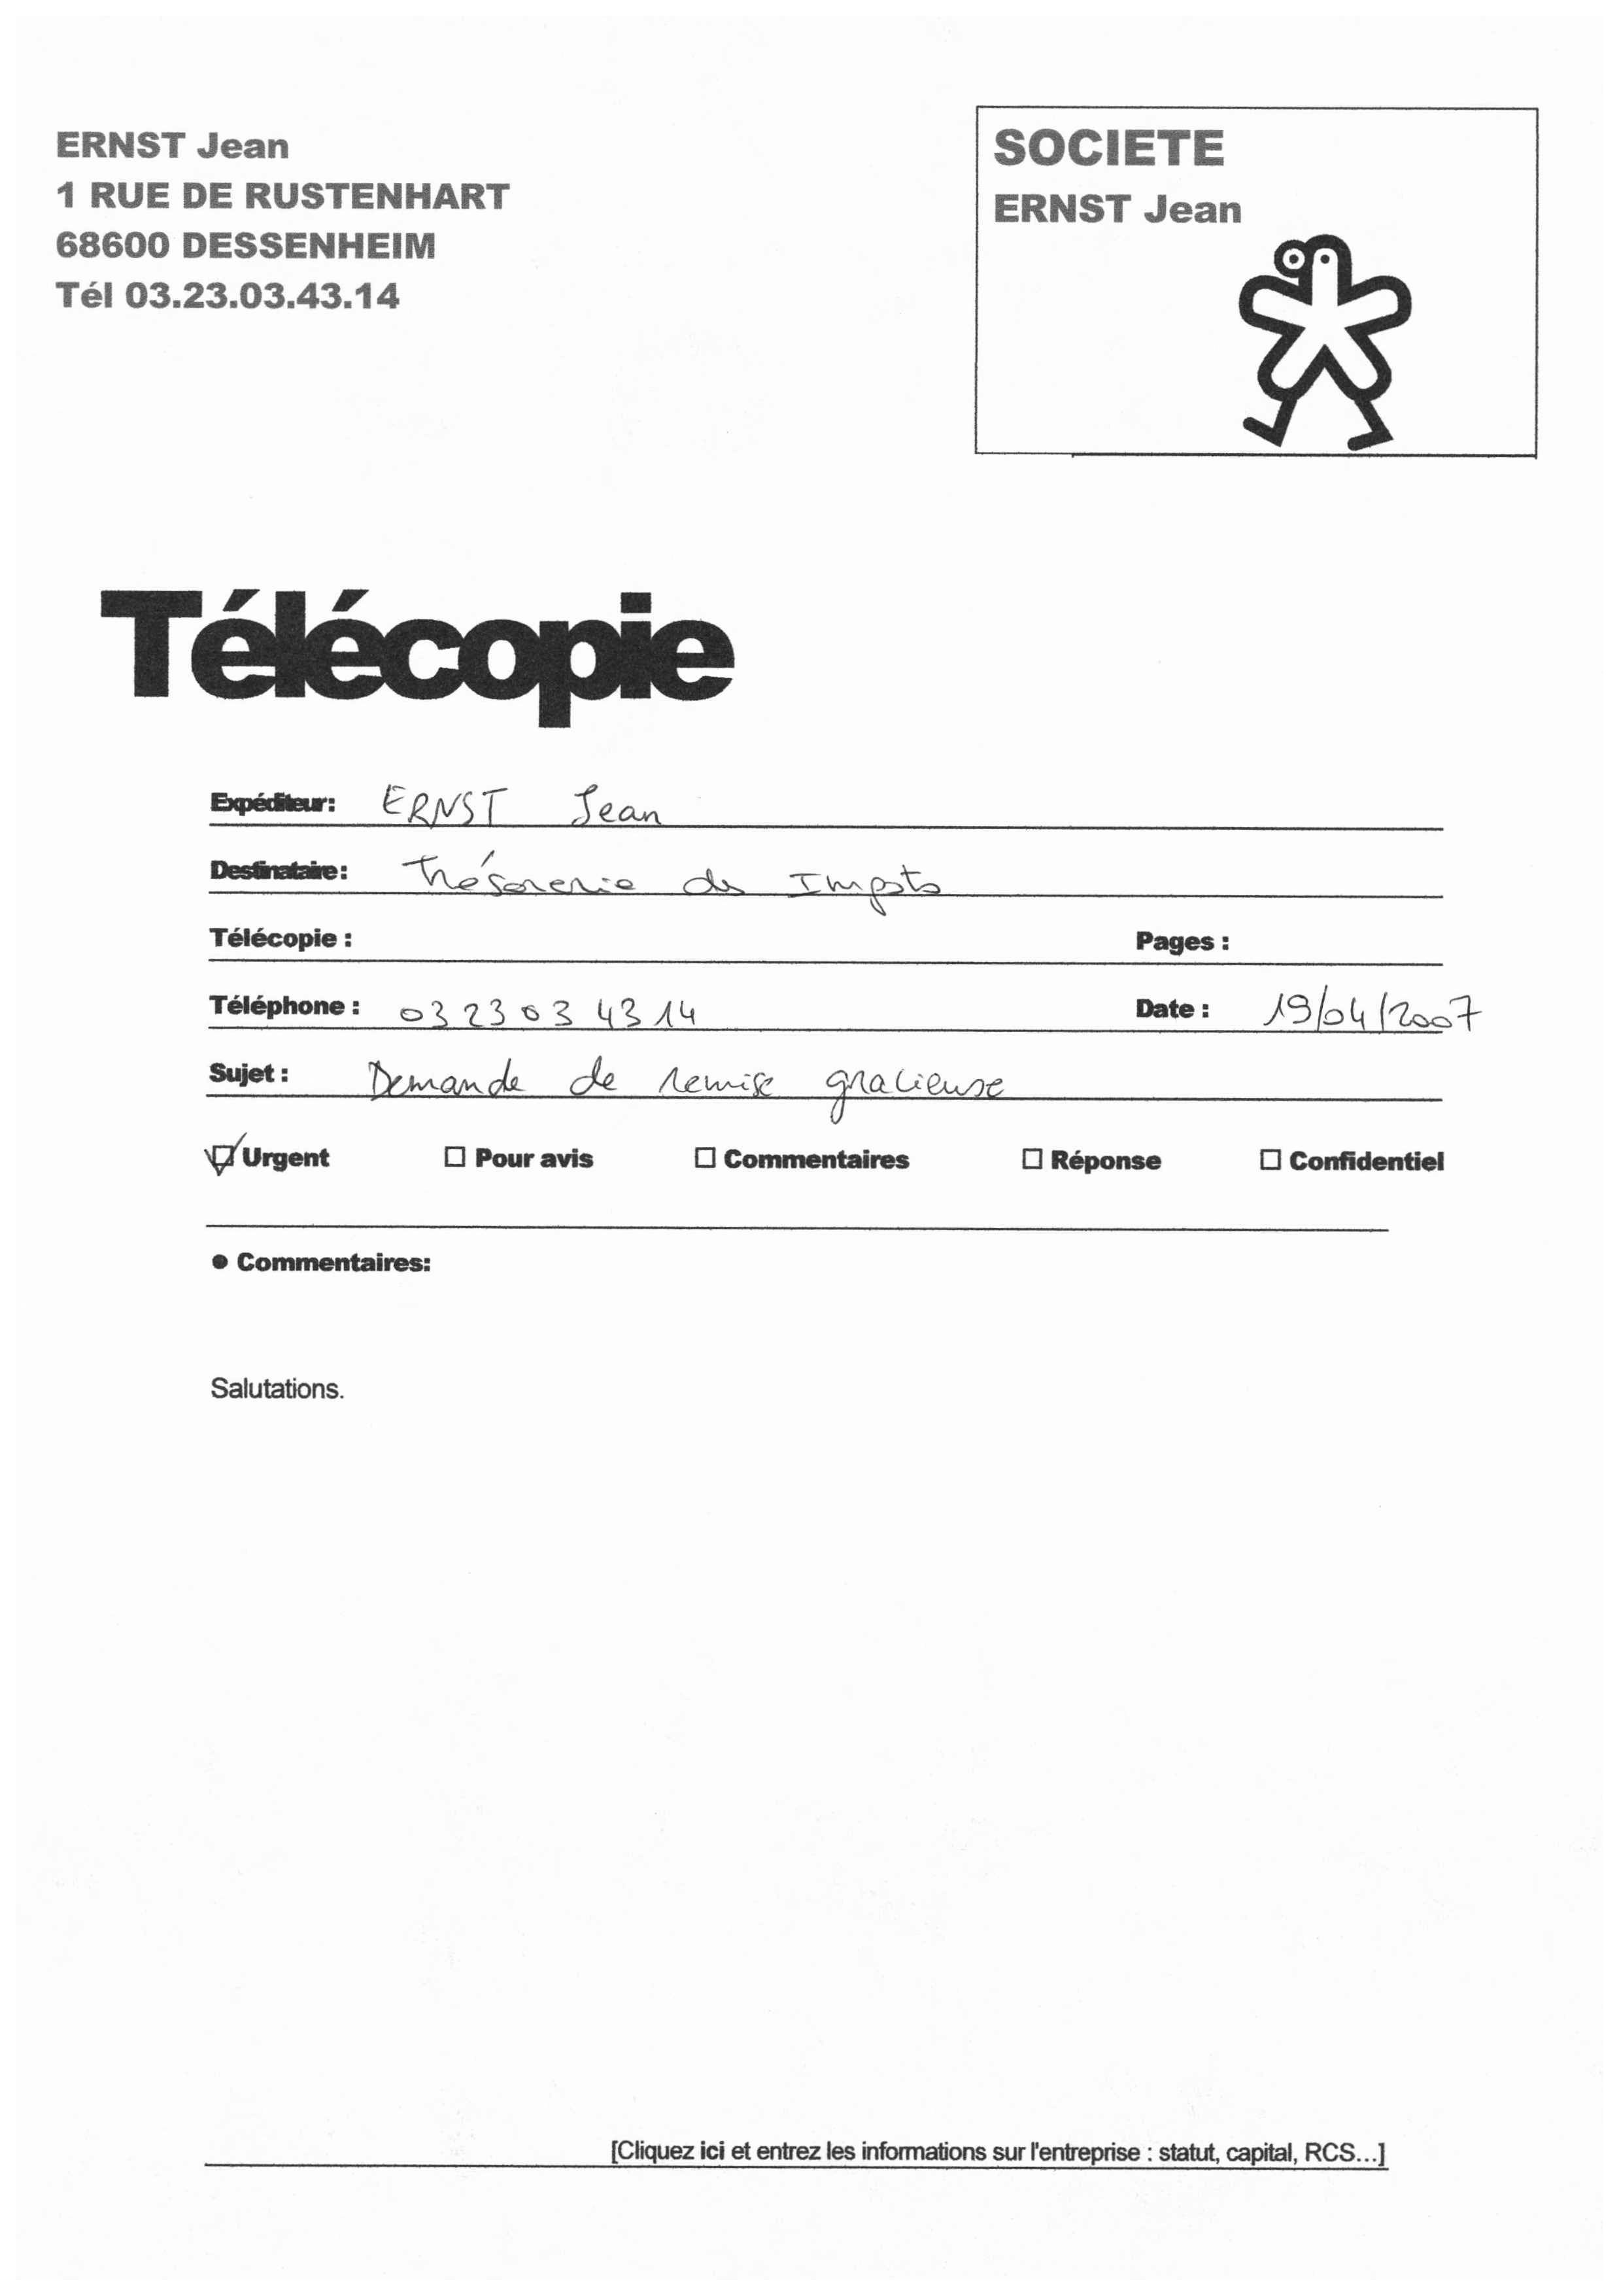 ERNST Jean
1 RUE DE RUSTENHART
68600 DESSENHEIM
Tél 03.23.03.43.14
SOCIETE
ERNST Jean
Télécopie
Expéditeur: ERNST Jean
Destinataire: Thésorerie des Impots
Télécopie : Pages :
Téléphone : 03 23 03 43 14 Date : 19/04/2007
Sujet : Demande de remise gracieuse
Urgent Pour avis Commentaires Réponse Confidentiel
• Commentaires:
Salutations.
[Cliquez ici et entrez les informations sur l'entreprise : statut, capital, RCS...]